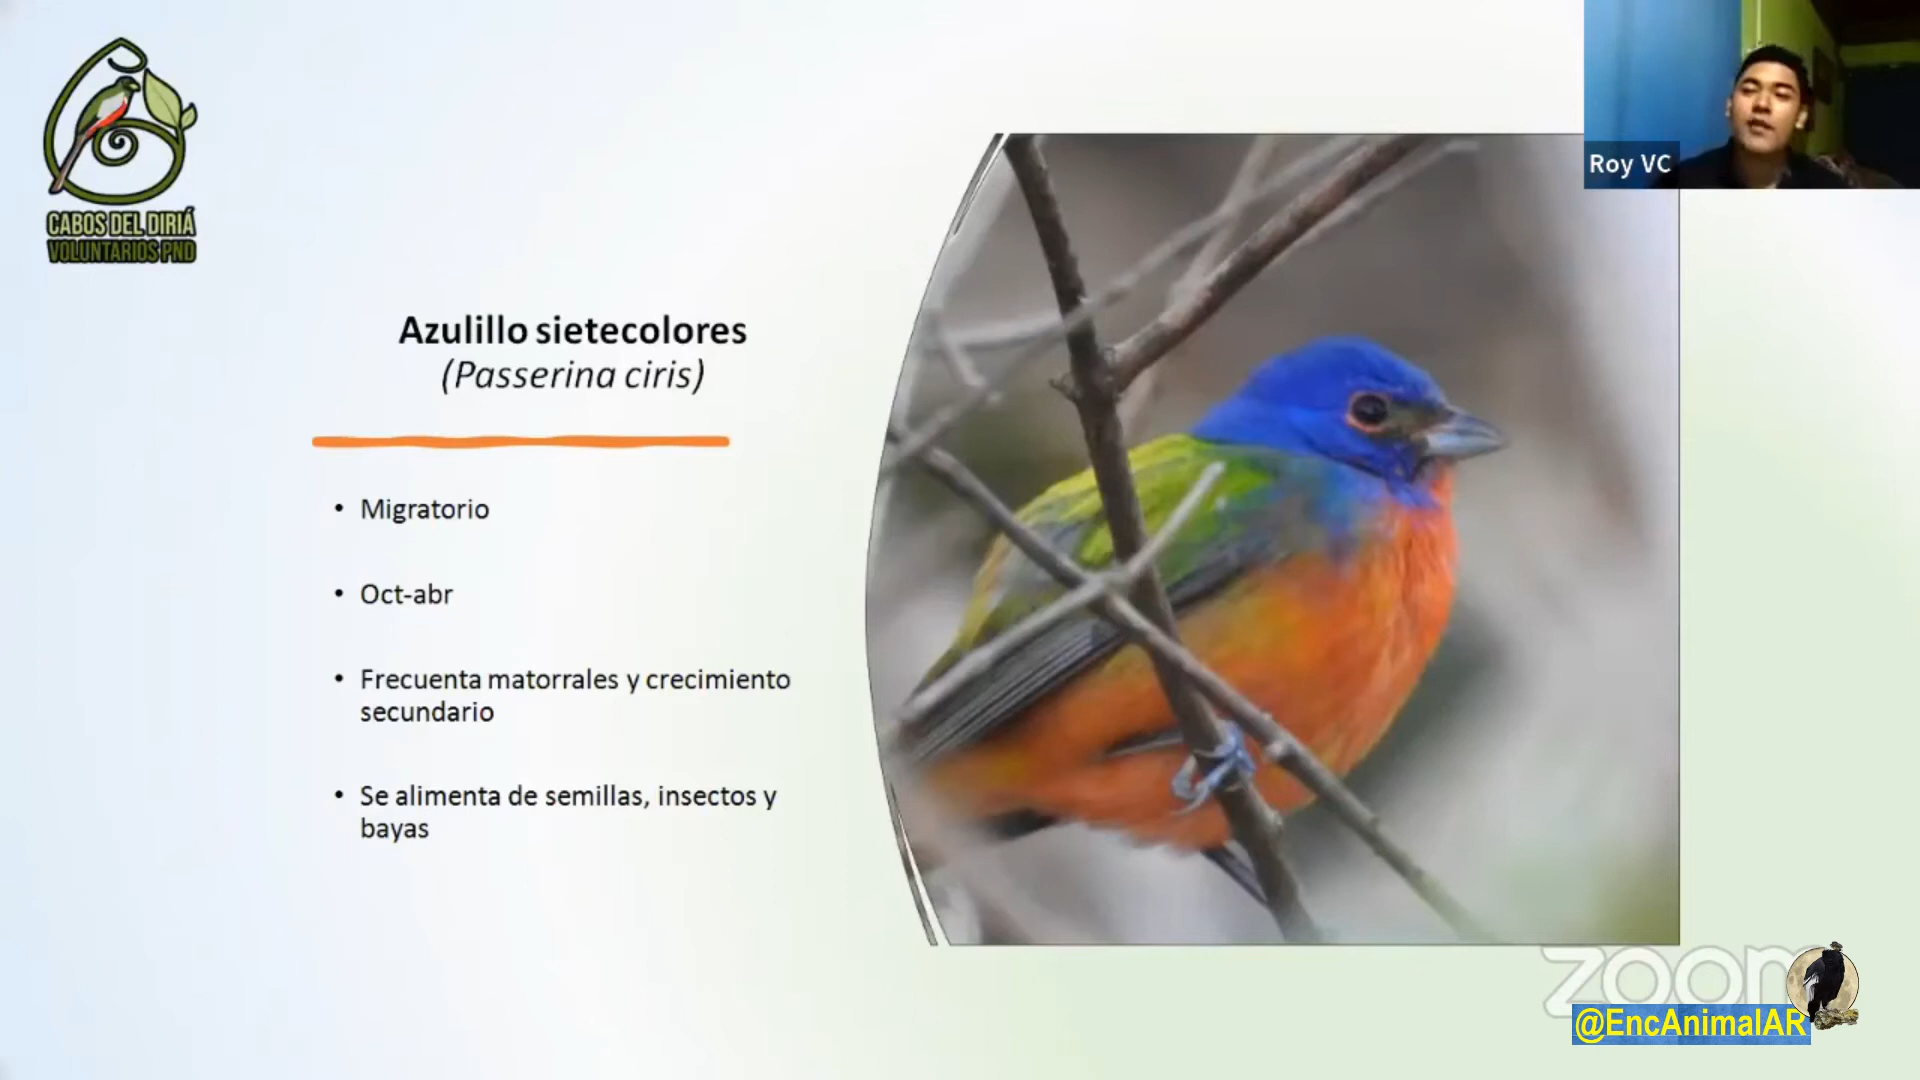 CABOS DEL DIRIÁ
VOLUNTARIOS PND
Roy VC
Azulillo sietecolores
(Passerina ciris)
• Migratorio
• Oct-abr
• Frecuenta matorrales y crecimiento
secundario
• Se alimenta de semillas, insectos y
bayas
zoom
@EncAnimalAR